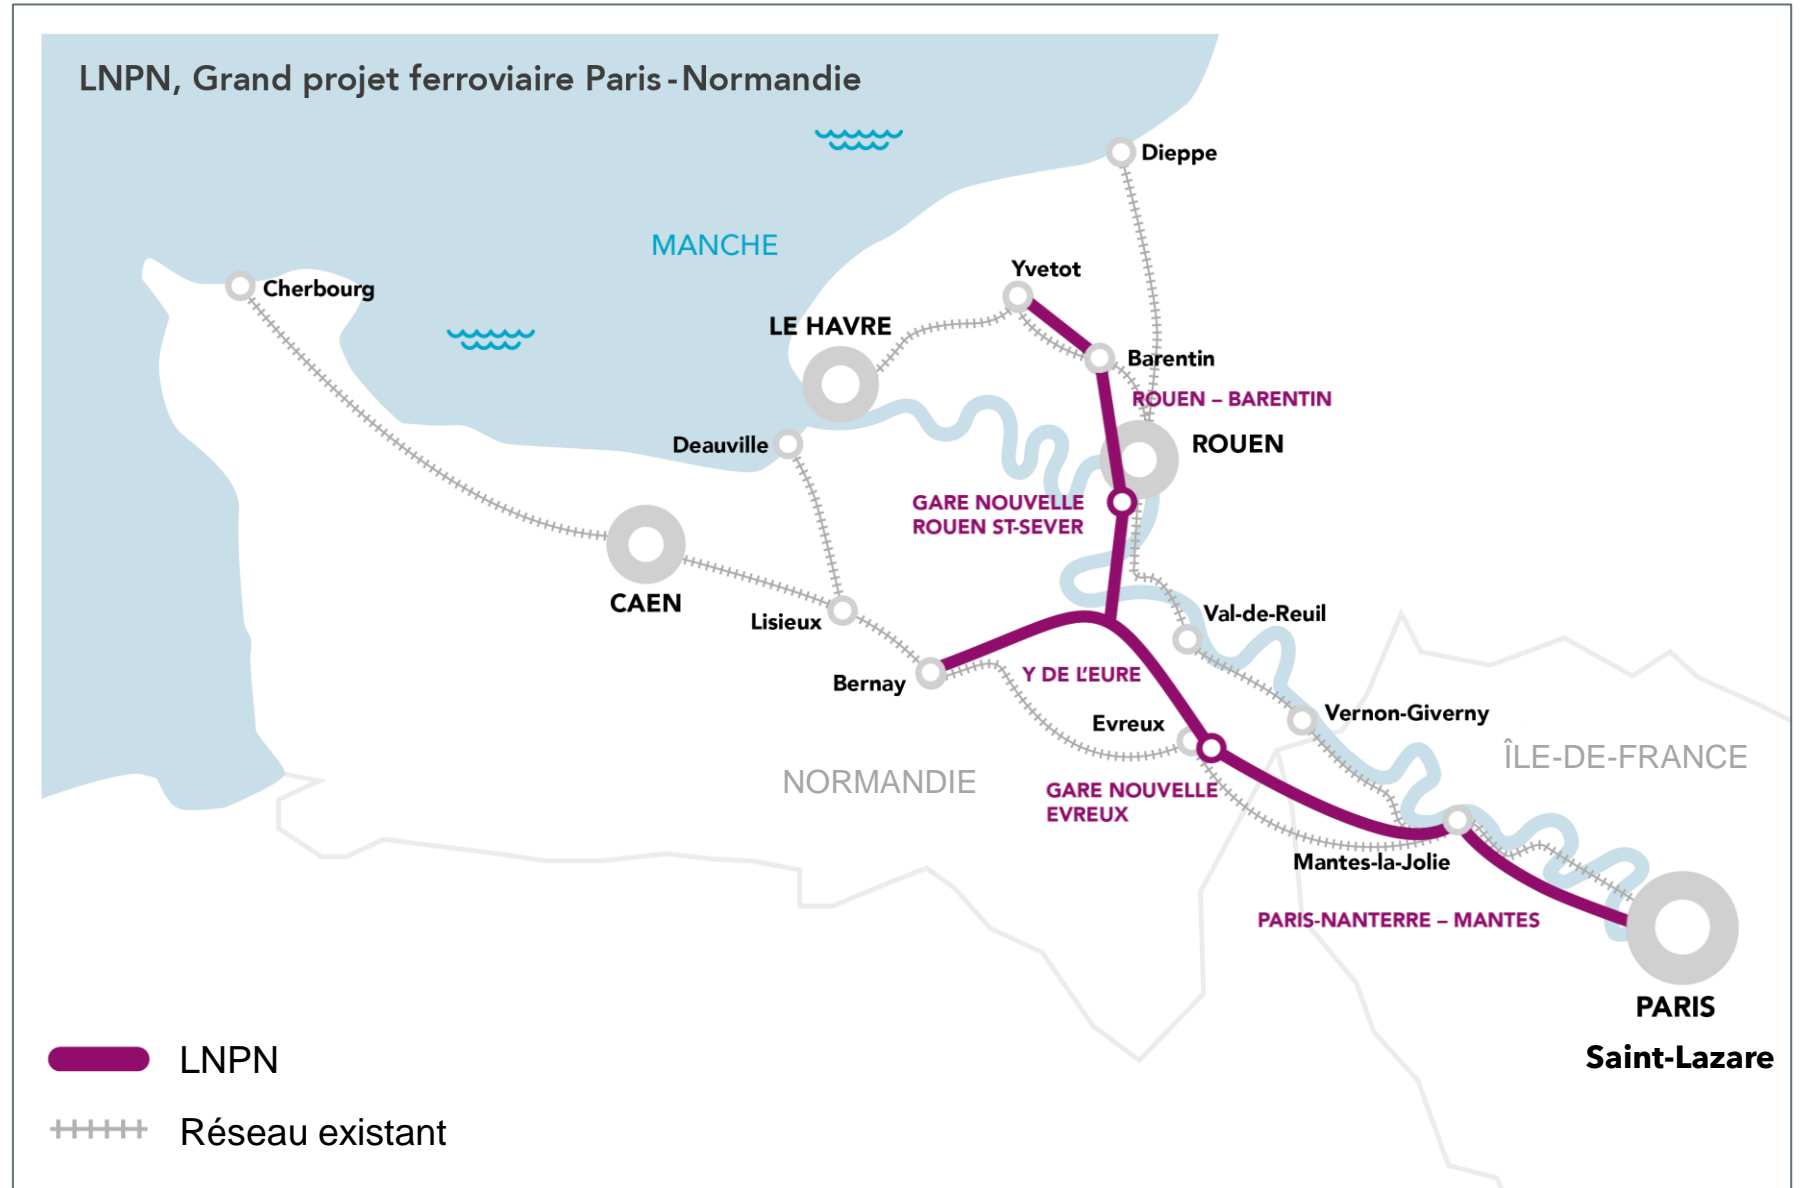 LNPN, Grand projet ferroviaire Paris - Normandie
Dieppe
MANCHE
Yvetot
Cherbourg
LE HAVRE
Barentin
ROUEN – BARENTIN
Deauville
ROUEN
GARE NOUVELLE
ROUEN ST-SEVER
CAEN
Lisieux
Val-de-Reuil
Bernay
Y DE L'EURE
Evreux
Vernon-Giverny
ÎLE-DE-FRANCE
NORMANDIE
GARE NOUVELLE
EVREUX
Mantes-la-Jolie
PARIS-NANTERRE – MANTES
PARIS
Saint-Lazare
LNPN
Réseau existant